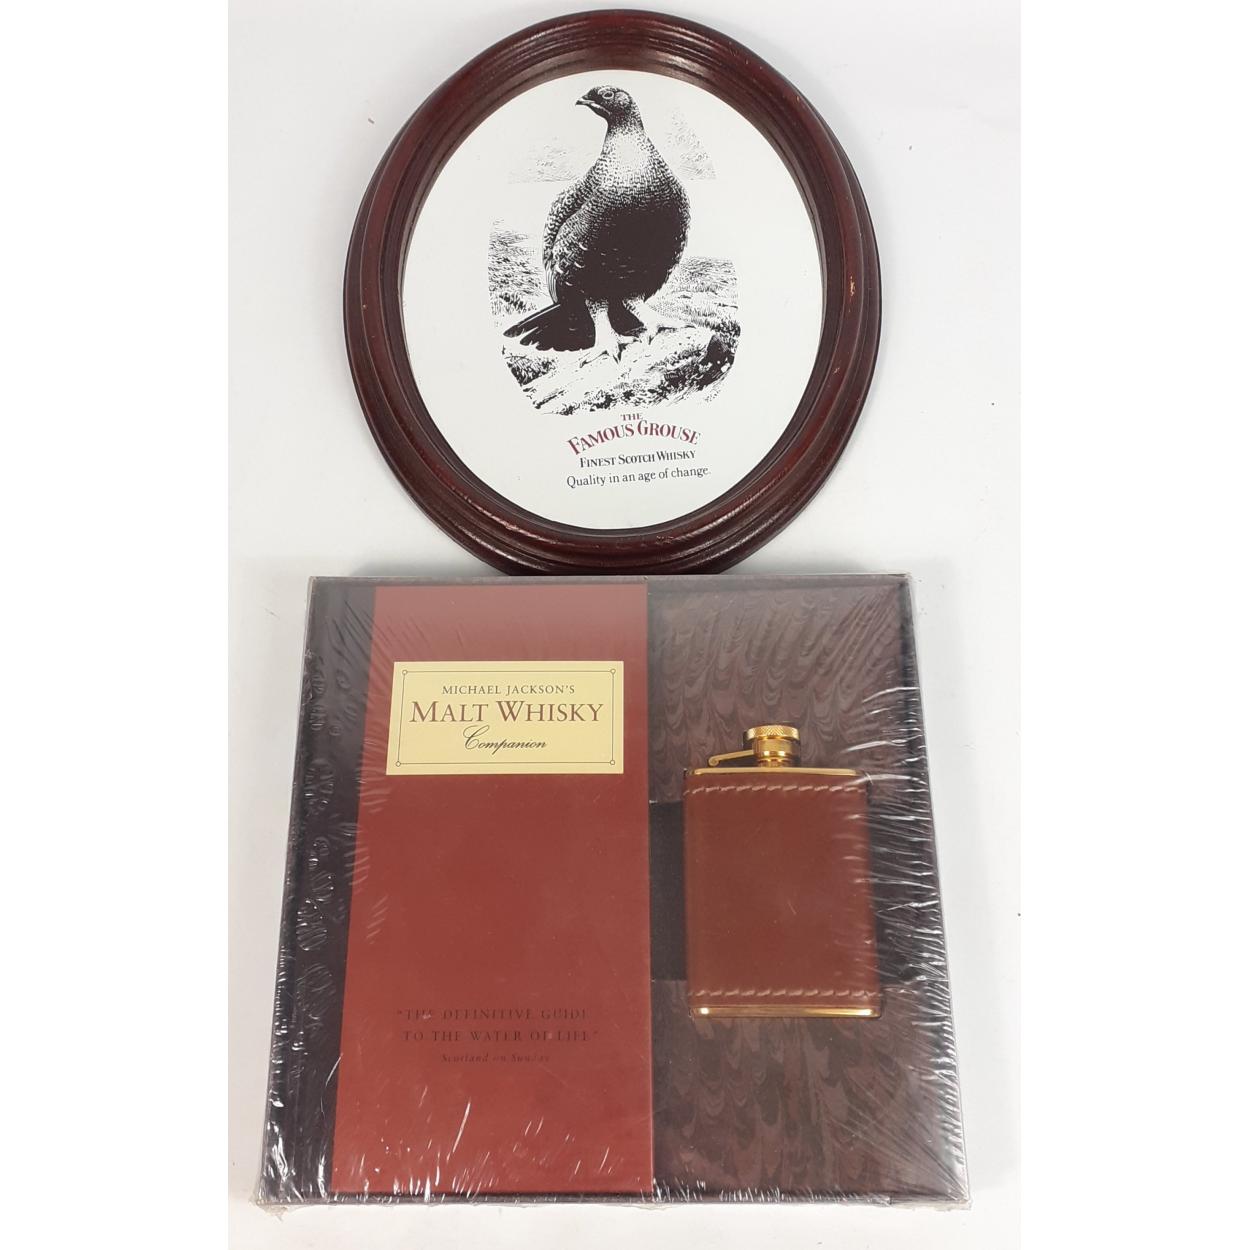 THE
FAMOUS GROUSE
FINEST SCOTCH WHISKY
Quality in an age of change.
MICHAEL JACKSON'S
MALT WHISKY
Companion
"THE DEFINITIVE GUIDE
TO THE WATER OF LIFE"
Scotland on Sunday